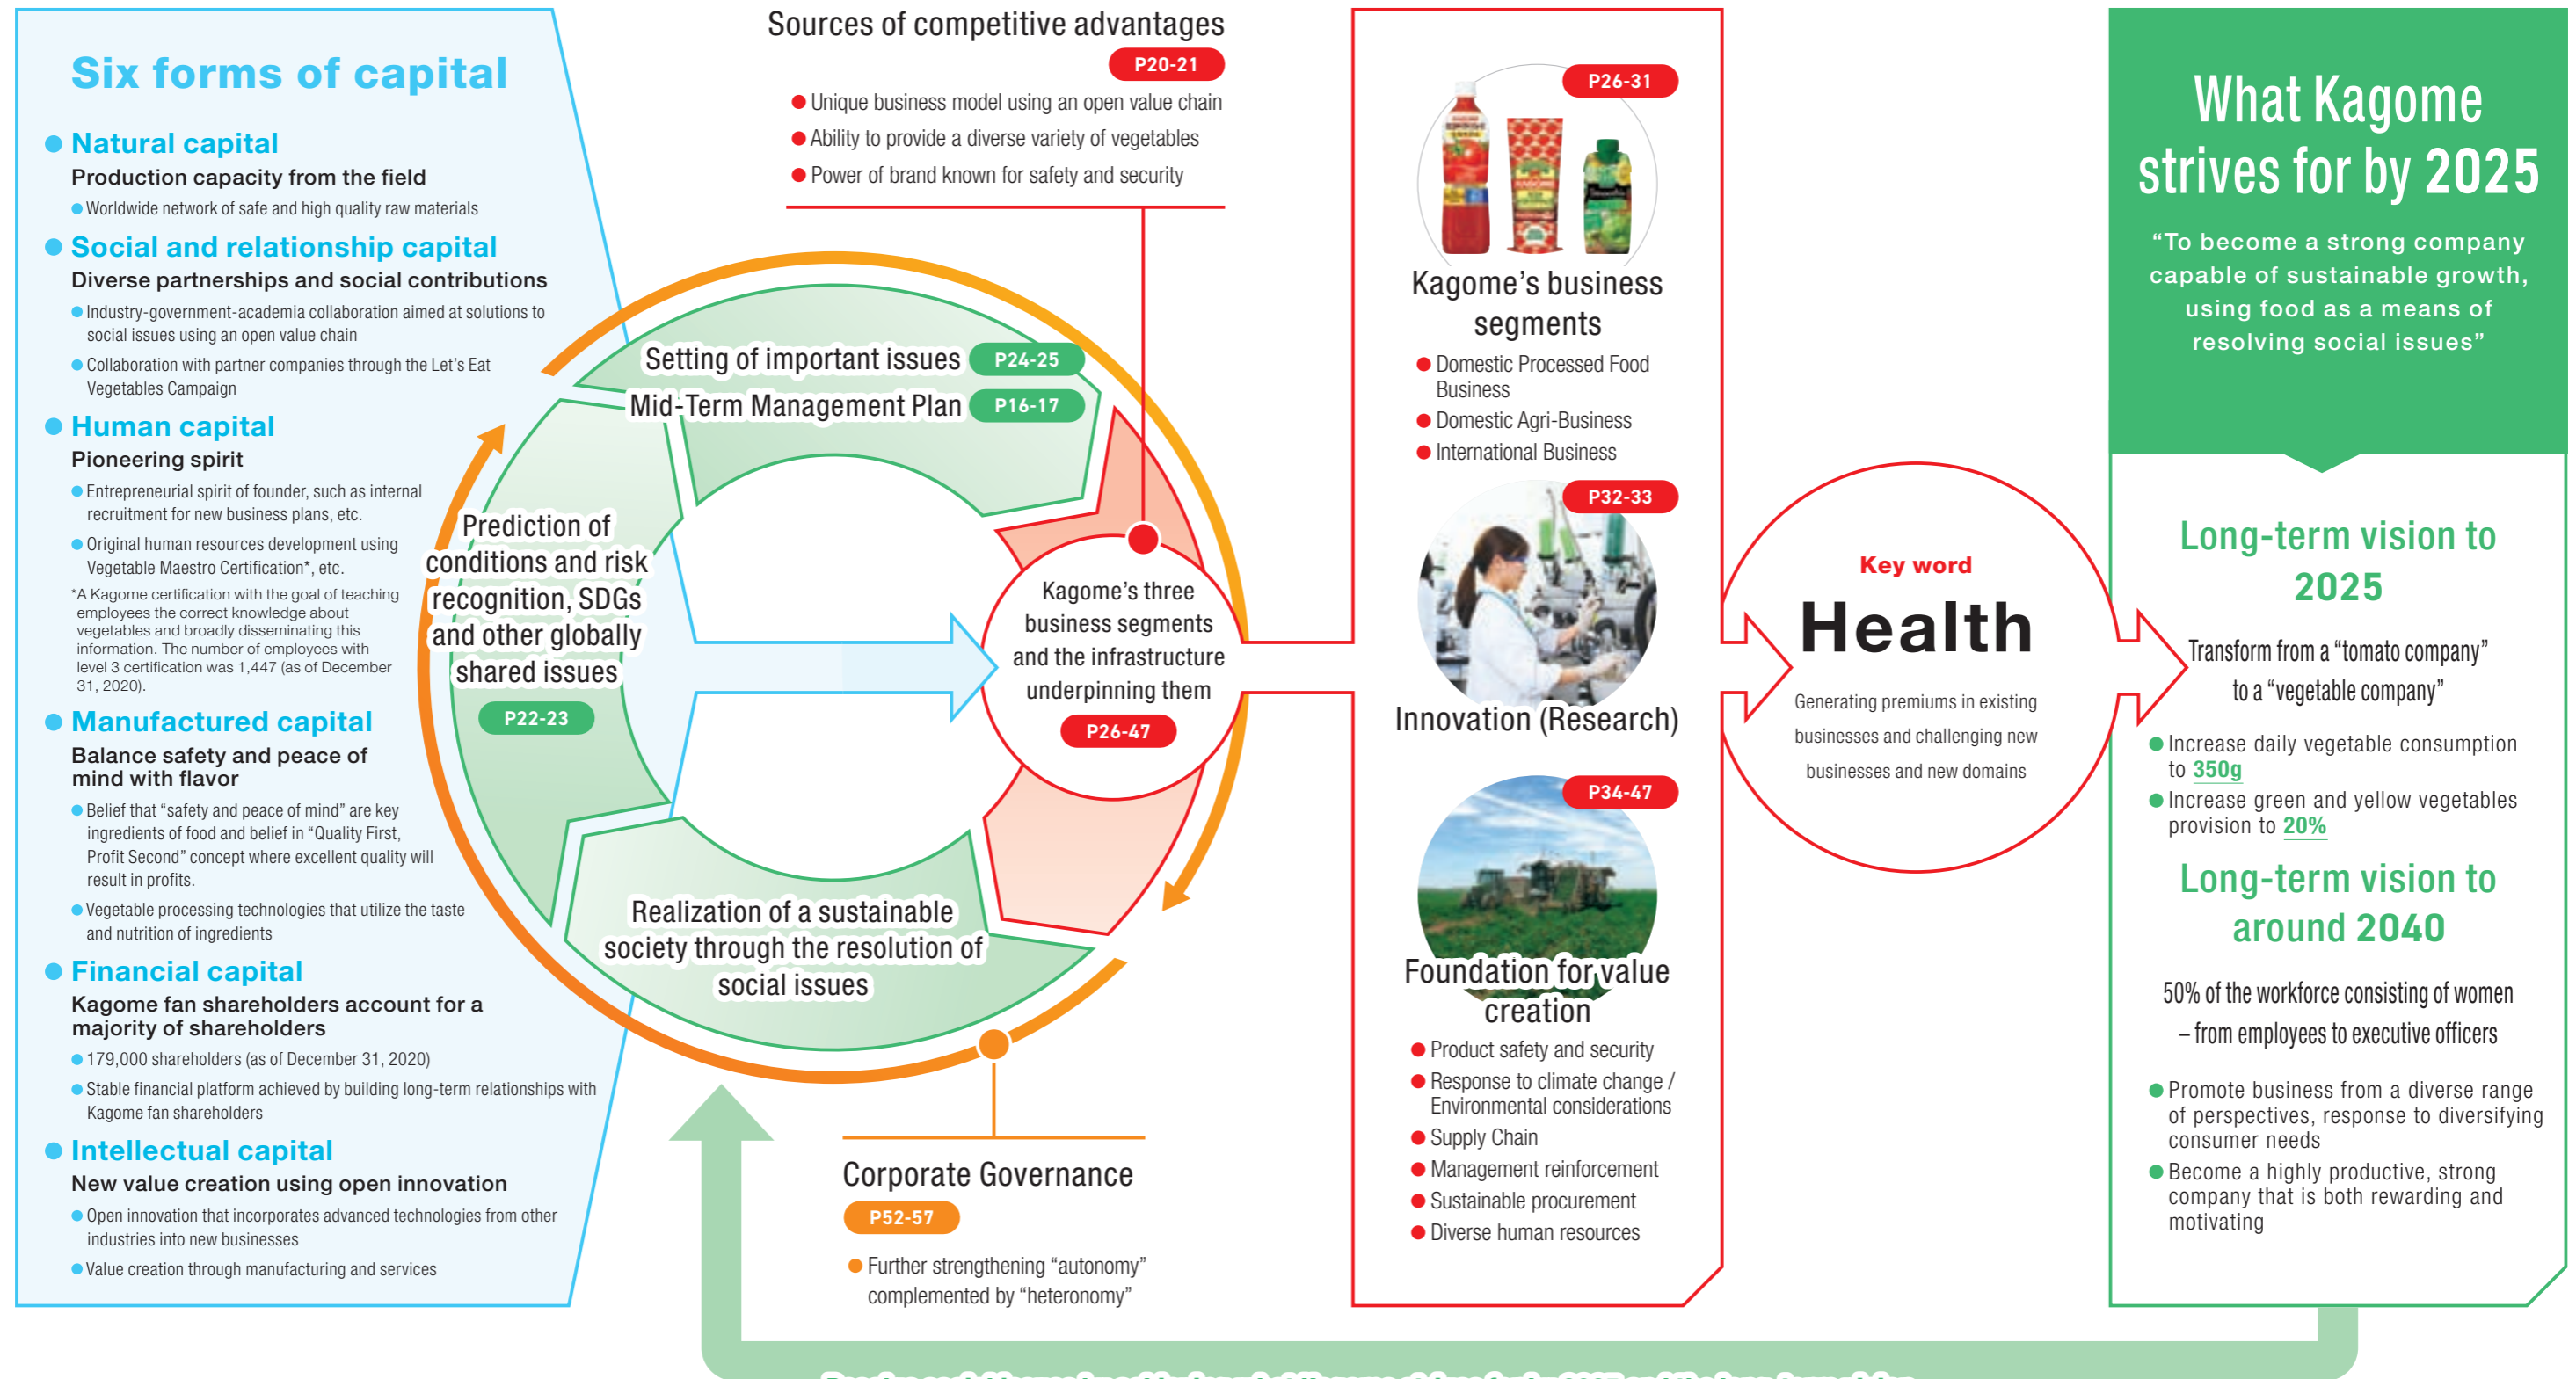 Six forms of capital
Natural capital
Production capacity from the field
Worldwide network of safe and high quality raw materials
Social and relationship capital
Diverse partnerships and social contributions
Industry-government-academia collaboration aimed at solutions to
social issues using an open value chain
Collaboration with partner companies through the Let's Eat
Vegetables Campaign
Human capital
Pioneering spirit
Entrepreneurial spirit of founder, such as internal
recruitment for new business plans, etc.
Original human resources development using
Vegetable Maestro Certification*, etc.
*A Kagome certification with the goal of teaching
employees the correct knowledge about
vegetables and broadly disseminating this
information. The number of employees with
level 3 certification was 1,447 (as of December
31, 2020).
Manufactured capital
Balance safety and peace of
mind with flavor
Belief that “safety and peace of mind” are key
ingredients of food and belief in “Quality First,
Profit Second” concept where excellent quality will
result in profits.
Vegetable processing technologies that utilize the taste
and nutrition of ingredients
Financial capital
Kagome fan shareholders account for a
majority of shareholders
179,000 shareholders (as of December 31, 2020)
Stable financial platform achieved by building long-term relationships with
Kagome fan shareholders
Intellectual capital
New value creation using open innovation
Open innovation that incorporates advanced technologies from other
industries into new businesses
Value creation through manufacturing and services
Sources of competitive advantages
P20-21
Unique business model using an open value chain
Ability to provide a diverse variety of vegetables
Power of brand known for safety and security
Setting of important issues P24-25
Mid-Term Management Plan P16-17
Prediction of
conditions and risk
recognition, SDGs
and other globally
shared issues
P22-23
Kagome's three
business segments
and the infrastructure
underpinning them
P26-47
Realization of a sustainable
society through the resolution of
social issues
Corporate Governance
P52-57
Further strengthening “autonomy”
complemented by “heteronomy”
P26-31
Kagome's business
segments
Domestic Processed Food
Business
Domestic Agri-Business
International Business
P32-33
Innovation (Research)
P34-47
Foundation for value
creation
Product safety and security
Response to climate change /
Environmental considerations
Supply Chain
Management reinforcement
Sustainable procurement
Diverse human resources
Key word
Health
Generating premiums in existing
businesses and challenging new
businesses and new domains
What Kagome
strives for by 2025
“To become a strong company
capable of sustainable growth,
using food as a means of
resolving social issues”
Long-term vision to
2025
Transform from a “tomato company”
to a “vegetable company”
Increase daily vegetable consumption
to 350g
Increase green and yellow vegetables
provision to 20%
Long-term vision to
around 2040
50% of the workforce consisting of women
– from employees to executive officers
Promote business from a diverse range
of perspectives, response to diversifying
consumer needs
Become a highly productive, strong
company that is both rewarding and
motivating